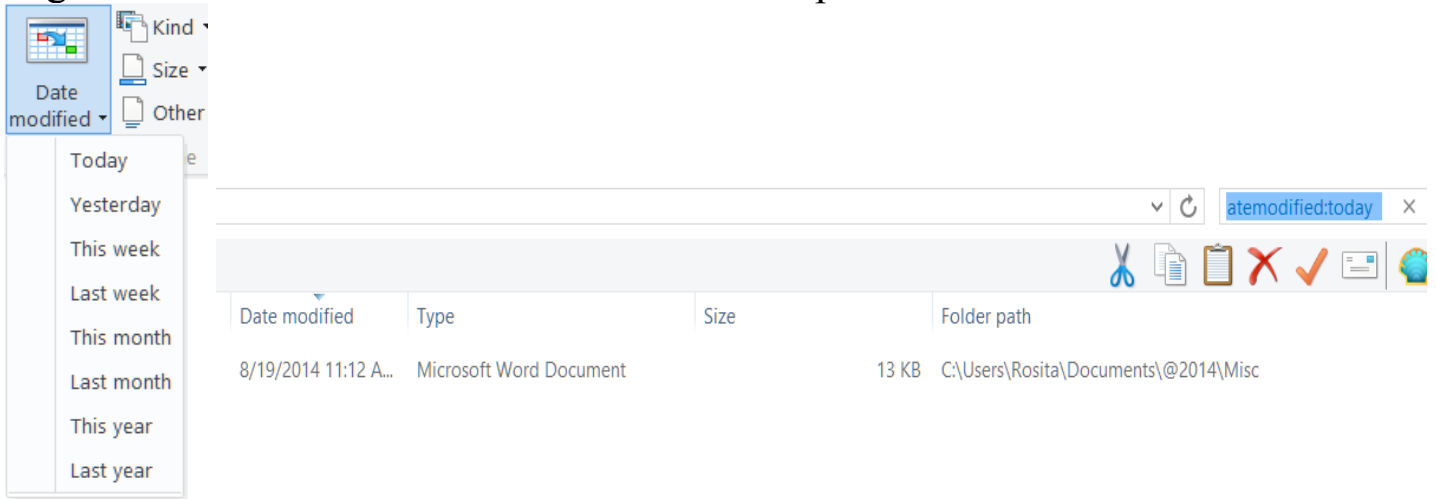 Kind
Size
Other
Date
modified
Today
Yesterday
This week
Last week
This month
Last month
This year
Last year
atemodified:today
Date modified Type Size Folder path
8/19/2014 11:12 A... Microsoft Word Document 13 KB C:\Users\Rosita\Documents\@2014\Misc